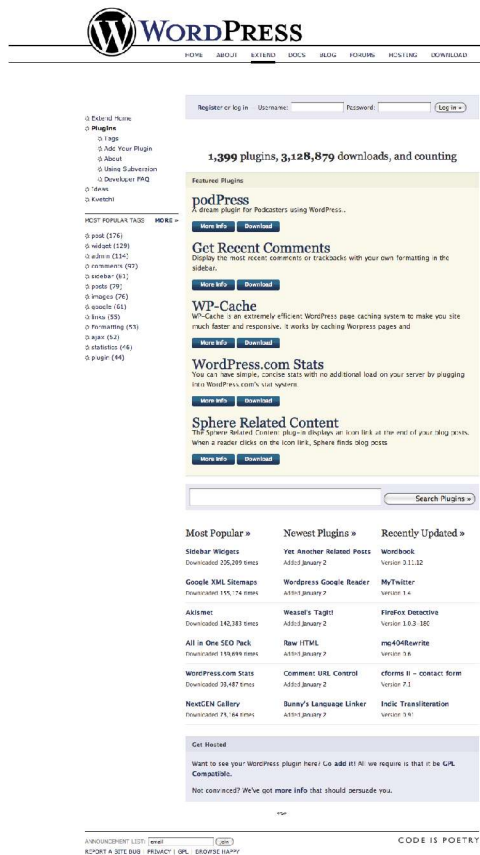 WORDPRESS
HOME ABOUT EXTEND DOCS BLOG FORUMS HOSTING DOWNLOAD
Register or log in Username: Password: Log in »
Extend Home
Plugins
Tags
Add Your Plugin
About
Using Subversion
Developer FAQ
Ideas
Kvetch!
MOST POPULAR TAGS MORE »
post (176)
widget (129)
admin (114)
comments (97)
sidebar (81)
posts (79)
images (76)
google (61)
links (55)
Formatting (53)
ajax (52)
statistics (46)
plugin (44)
1,399 plugins, 3,128,879 downloads, and counting
Featured Plugins
podPress
A dream plugin for Podcasters using WordPress..
More Info Download
Get Recent Comments
Display the most recent comments or trackbacks with your own formatting in the
sidebar.
More Info Download
WP-Cache
WP-Cache is an extremely efficient WordPress page caching system to make you site
much faster and responsive. It works by caching Worpress pages and
More Info Download
WordPress.com Stats
You can have simple, concise stats with no additional load on your server by plugging
into WordPress.com's stat system.
More Info Download
Sphere Related Content
The Sphere Related Content plug-in displays an icon link at the end of your blog posts.
When a reader clicks on the icon link, Sphere finds blog posts
More Info Download
Search Plugins »
Most Popular » Newest Plugins » Recently Updated »
Sidebar Widgets Yet Another Related Posts Wordbook
Downloaded 205,209 times Added January 2 Version 0.11.12
Google XML Sitemaps Wordpress Google Reader MyTwitter
Downloaded 155,174 times Added January 2 Version 1.4
Akismet Weasel's TagIt! FireFox Detective
Downloaded 142,383 times Added January 2 Version 1.0.3-180
All in One SEO Pack Raw HTML mg404Rewrite
Downloaded 139,699 times Added January 2 Version 0.6
WordPress.com Stats Comment URL Control cforms II - contact form
Downloaded 93,487 times Added January 2 Version 7.1
NextGEN Gallery Bunny's Language Linker Indic Transliteration
Downloaded 73,164 times Added January 2 Version 0.91
Get Hosted
Want to see your WordPress plugin here? Go add it! All we require is that it be GPL
Compatible.
Not convinced? We've got more info that should persuade you.
ANNOUNCEMENT LIST: email Join CODE IS POETRY
REPORT A SITE BUG | PRIVACY | GPL | BROWSE HAPPY